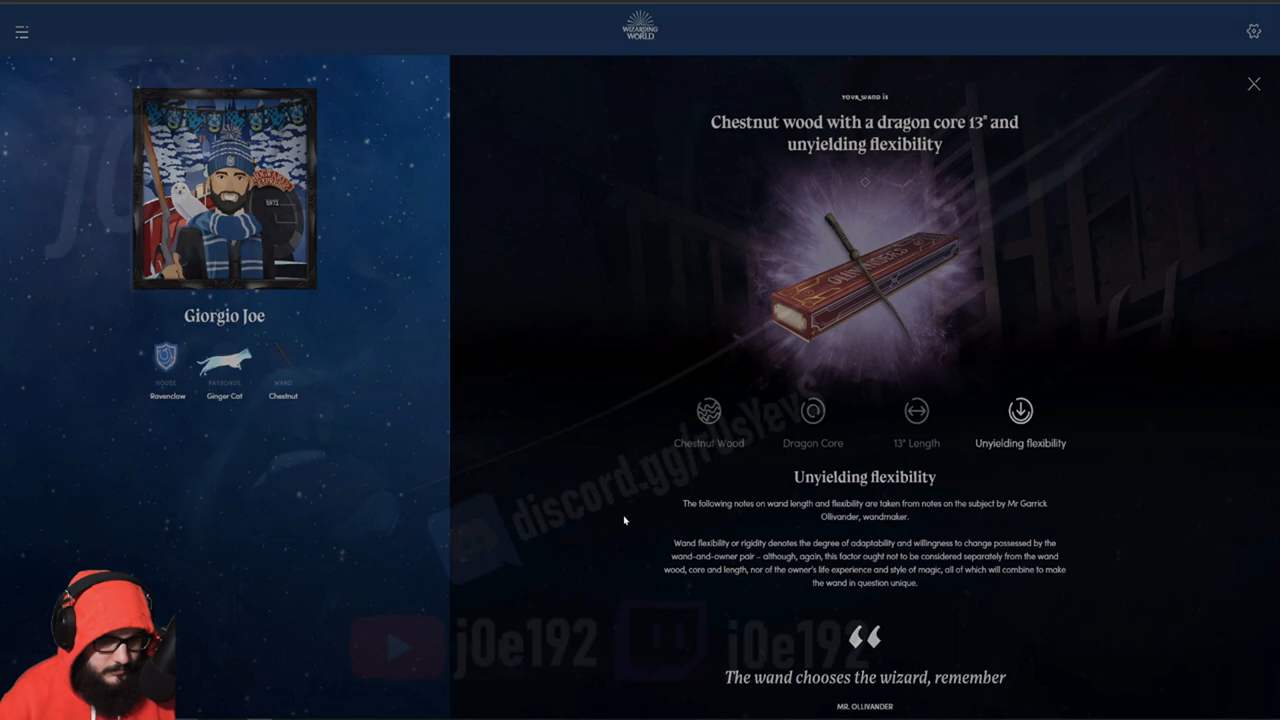 WIZARDING
WORLD
YOUR WAND IS
Chestnut wood with a dragon core 13" and
unyielding flexibility
OLLIVANDERS
Giorgio Joe
HOUSE
PATRONUS
WAND
Ravenclaw
Ginger Cat
Chestnut
Chestnut Wood
Dragon Core
13" Length
Unyielding flexibility
Unyielding flexibility
The following notes on wand length and flexibility are taken from notes on the subject by Mr Garrick
Ollivander, wandmaker.
Wand flexibility or rigidity denotes the degree of adaptability and willingness to change possessed by the
wand-and-owner pair – although, again, this factor ought not to be considered separately from the wand
wood, core and length, nor of the owner's life experience and style of magic, all of which will combine to make
the wand in question unique.
“
The wand chooses the wizard, remember
MR. OLLIVANDER
j0e192
j0e192